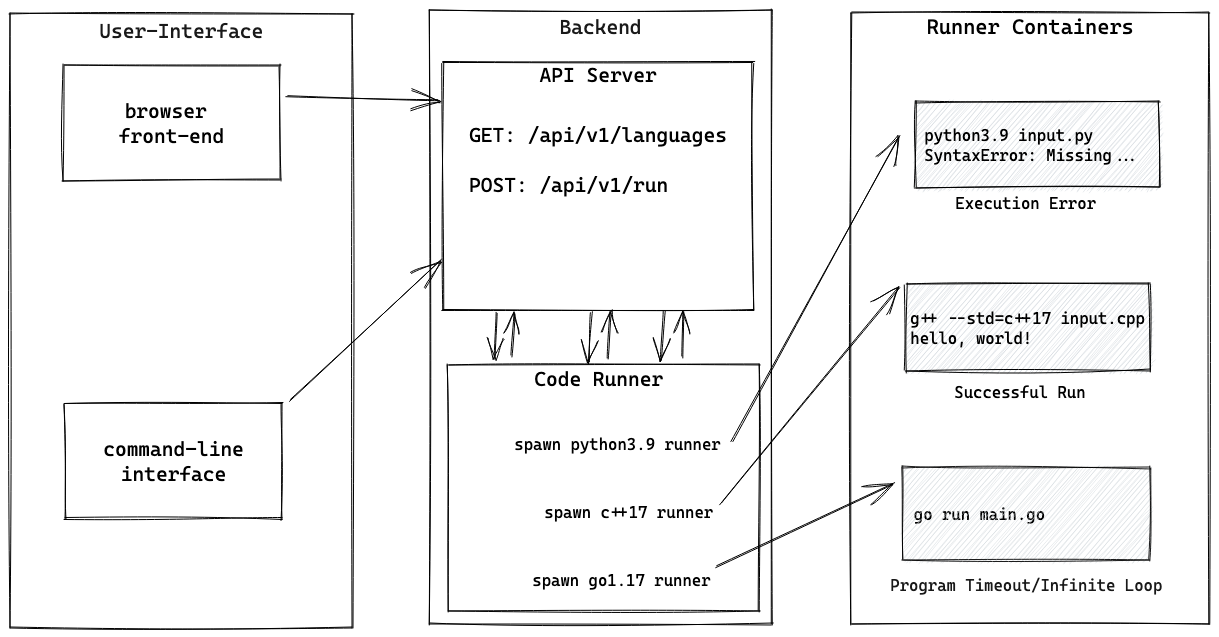 User-Interface
browser
front-end
command-line
interface
Backend
API Server
GET: /api/v1/languages
POST: /api/v1/run
Code Runner
spawn python3.9 runner
spawn c++17 runner
spawn go1.17 runner
Runner Containers
python3.9 input.py
SyntaxError: Missing...
Execution Error
g++ --std=c++17 input.cpp
hello, world!
Successful Run
go run main.go
Program Timeout/Infinite Loop